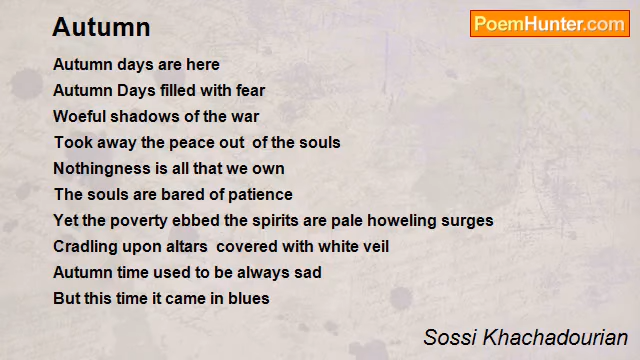 Autumn
PoemHunter.com
Autumn days are here
Autumn Days filled with fear
Woeful shadows of the war
Took away the peace out  of the souls
Nothingness is all that we own
The souls are bared of patience
Yet the poverty ebbed the spirits are pale howeling surges
Cradling upon altars  covered with white veil
Autumn time used to be always sad
But this time it came in blues
Sossi Khachadourian